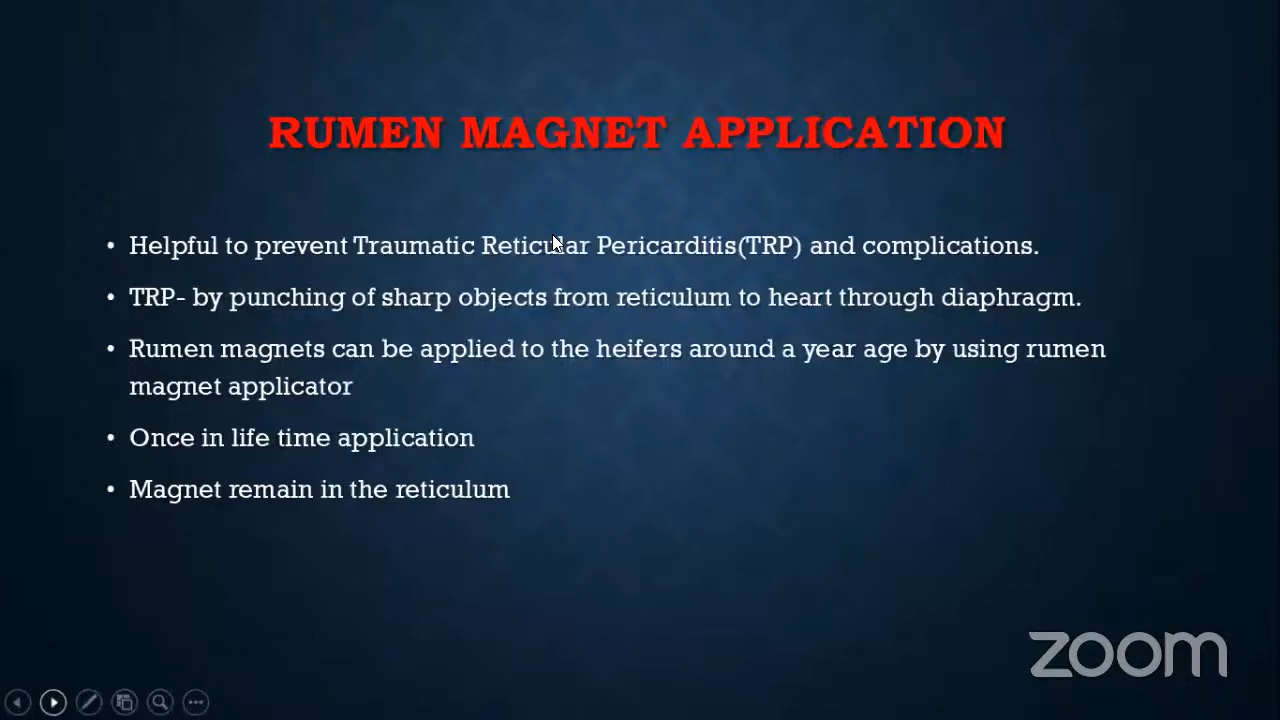 RUMEN MAGNET APPLICATION
• Helpful to prevent Traumatic Reticular Pericarditis(TRP) and complications.
• TRP- by punching of sharp objects from reticulum to heart through diaphragm.
• Rumen magnets can be applied to the heifers around a year age by using rumen
magnet applicator
• Once in life time application
• Magnet remain in the reticulum
zoom